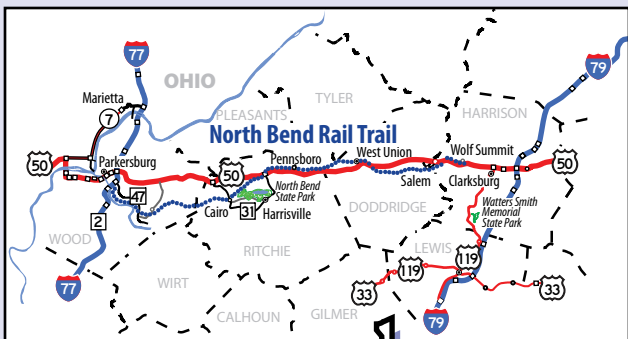 77
79
OHIO
Marietta
7
TYLER
PLEASANTS
HARRISON
North Bend Rail Trail
50
Parkersburg
50
Pennsboro
West Union
Wolf Summit
50
Salem
Clarksburg
47
North Bend
State Park
Cairo
31
Harrisville
2
Watters Smith
Memorial
State Park
DODDRIDGE
WOOD
RITCHIE
LEWIS
119
119
WIRT
33
33
77
CALHOUN
GILMER
79